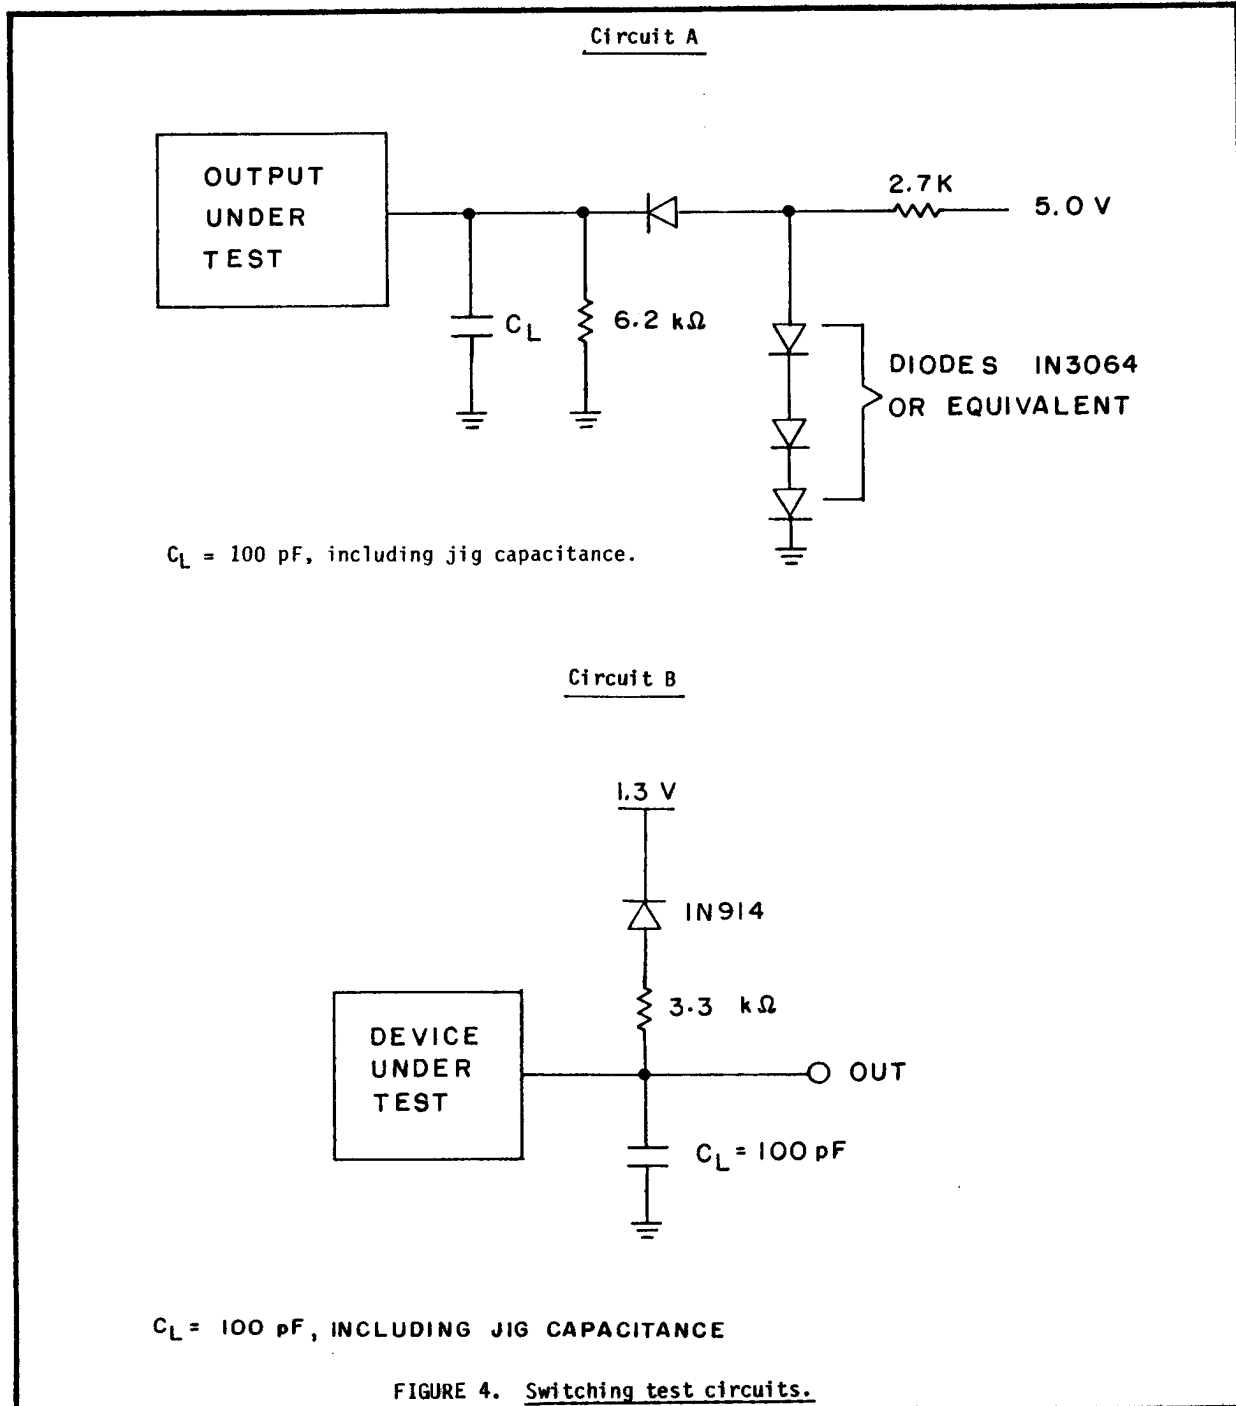 Circuit A
OUTPUT
UNDER
TEST
2.7K
5.0 V
CL
6.2 kΩ
DIODES IN3064
OR EQUIVALENT
CL = 100 pF, including jig capacitance.
Circuit B
1.3 V
IN914
3.3 kΩ
DEVICE
UNDER
TEST
OUT
CL = 100 pF
CL = 100 pF, INCLUDING JIG CAPACITANCE
FIGURE 4. Switching test circuits.